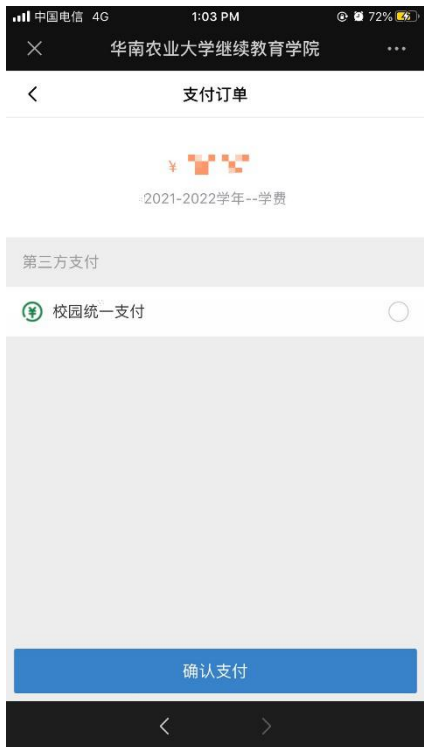 中国电信 4G 1:03 PM 72%
华南农业大学继续教育学院
支付订单
¥
2021-2022学年--学费
第三方支付
校园统一支付
确认支付